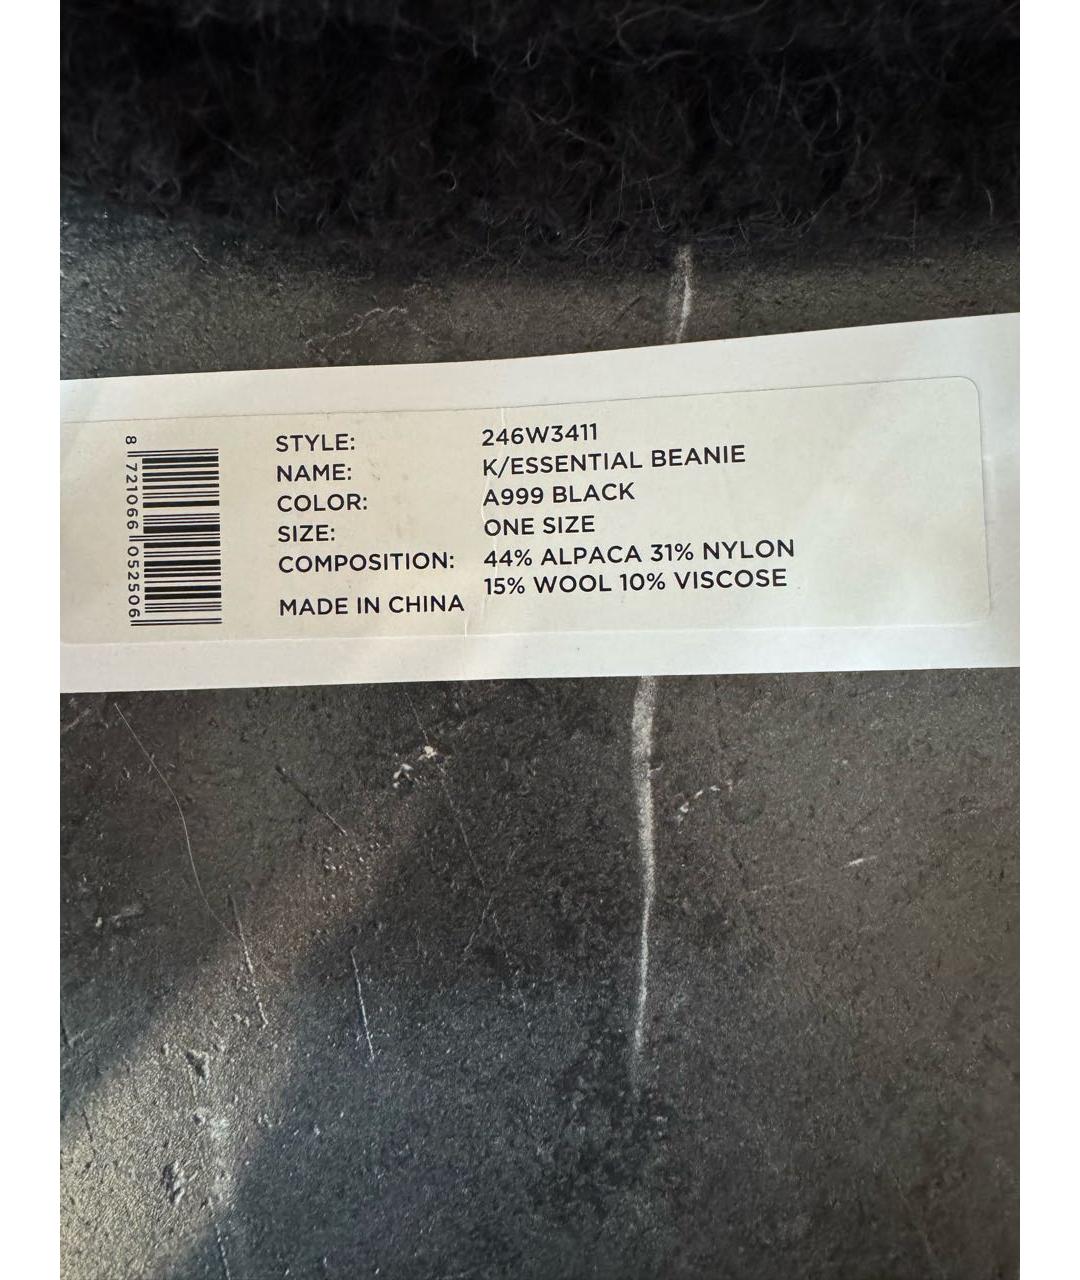 STYLE: 246W3411
NAME: K/ESSENTIAL BEANIE
COLOR: A999 BLACK
SIZE: ONE SIZE
COMPOSITION: 44% ALPACA 31% NYLON
15% WOOL 10% VISCOSE
MADE IN CHINA
8 721066 052506